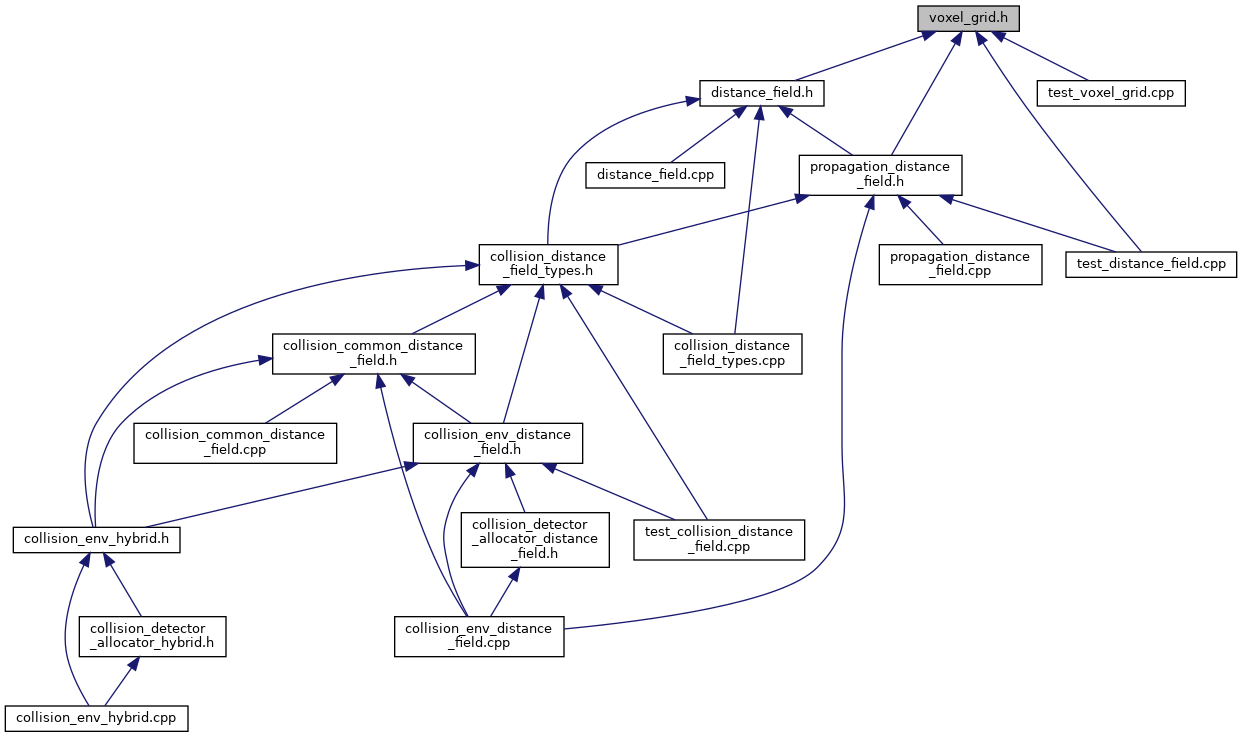 voxel_grid.h
distance_field.h
test_voxel_grid.cpp
distance_field.cpp
propagation_distance
_field.h
collision_distance
_field_types.h
propagation_distance
_field.cpp
test_distance_field.cpp
collision_common_distance
_field.h
collision_distance
_field_types.cpp
collision_common_distance
_field.cpp
collision_env_distance
_field.h
collision_env_hybrid.h
collision_detector
_allocator_distance
_field.h
test_collision_distance
_field.cpp
collision_detector
_allocator_hybrid.h
collision_env_distance
_field.cpp
collision_env_hybrid.cpp